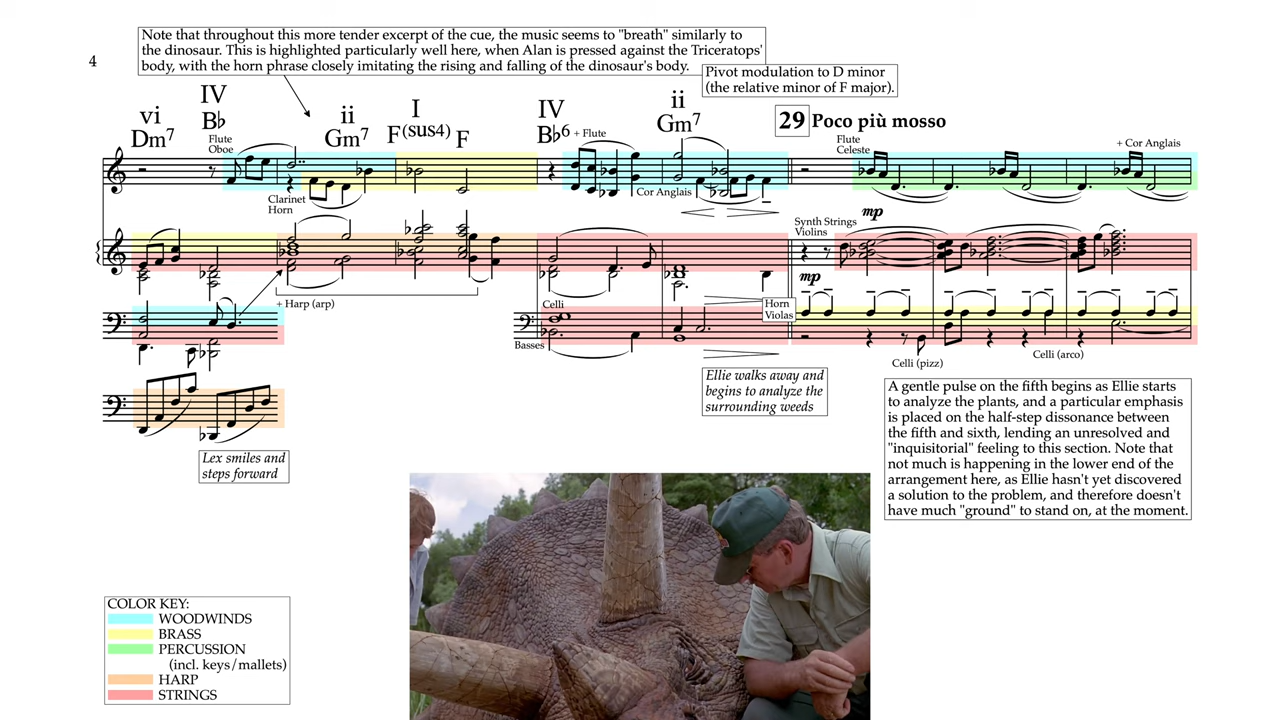 Note that throughout this more tender excerpt of the cue, the music seems to "breath" similarly to
the dinosaur. This is highlighted particularly well here, when Alan is pressed against the Triceratops'
body, with the horn phrase closely imitating the rising and falling of the dinosaur's body.
4
Pivot modulation to D minor
(the relative minor of F major).
vi IV ii I IV ii
Dm7 B♭ Gm7 F(sus4) F B♭6 Gm7
29 Poco più mosso
Flute
Oboe
+ Flute
Flute
Celeste
+ Cor Anglais
Clarinet
Horn
Cor Anglais
mp
Synth Strings
Violins
mp
+ Harp (arp)
Celli
Horn
Violas
Basses
Celli (arco)
Celli (pizz)
Ellie walks away and
begins to analyze the
surrounding weeds
A gentle pulse on the fifth begins as Ellie starts
to analyze the plants, and a particular emphasis
is placed on the half-step dissonance between
the fifth and sixth, lending an unresolved and
"inquisitorial" feeling to this section. Note that
not much is happening in the lower end of the
arrangement here, as Ellie hasn't yet discovered
a solution to the problem, and therefore doesn't
have much "ground" to stand on, at the moment.
Lex smiles and
steps forward
COLOR KEY:
WOODWINDS
BRASS
PERCUSSION
(incl. keys/mallets)
HARP
STRINGS